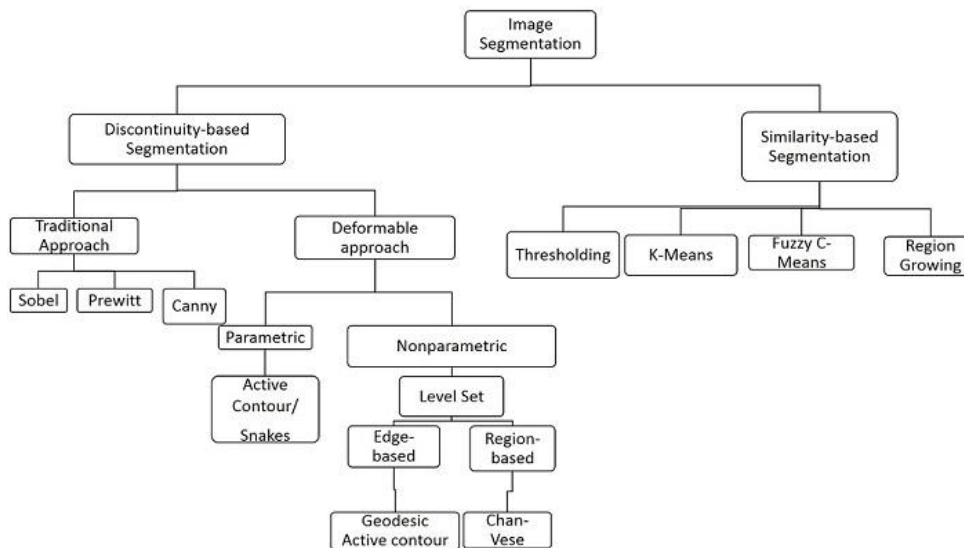 Image
Segmentation
Discontinuity-based
Segmentation
Similarity-based
Segmentation
Traditional
Approach
Deformable
approach
Thresholding
K-Means
Fuzzy C-
Means
Region
Growing
Sobel
Prewitt
Canny
Parametric
Nonparametric
Active
Contour/
Snakes
Level Set
Edge-
based
Region-
based
Geodesic
Active contour
Chan-
Vese